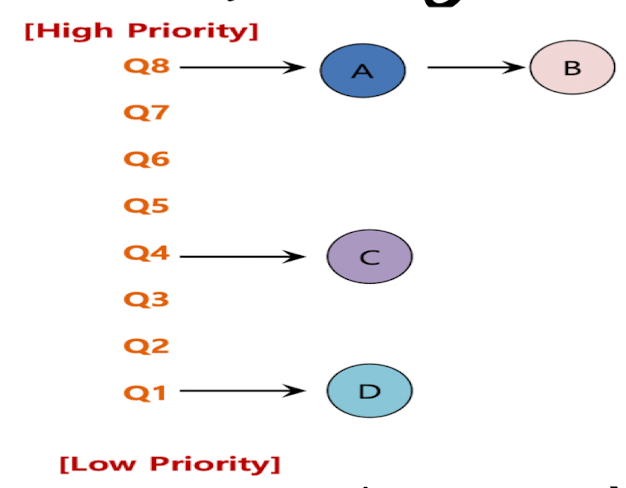 [High Priority]
Q8 A B
Q7
Q6
Q5
Q4 C
Q3
Q2
Q1 D
[Low Priority]